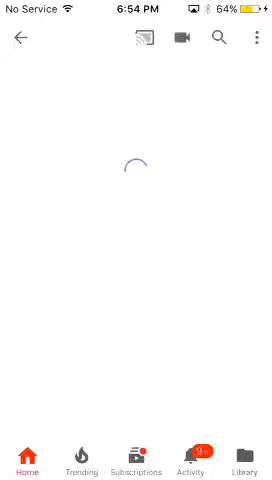 No Service 6:54 PM 64%
9+
Home Trending Subscriptions Activity Library